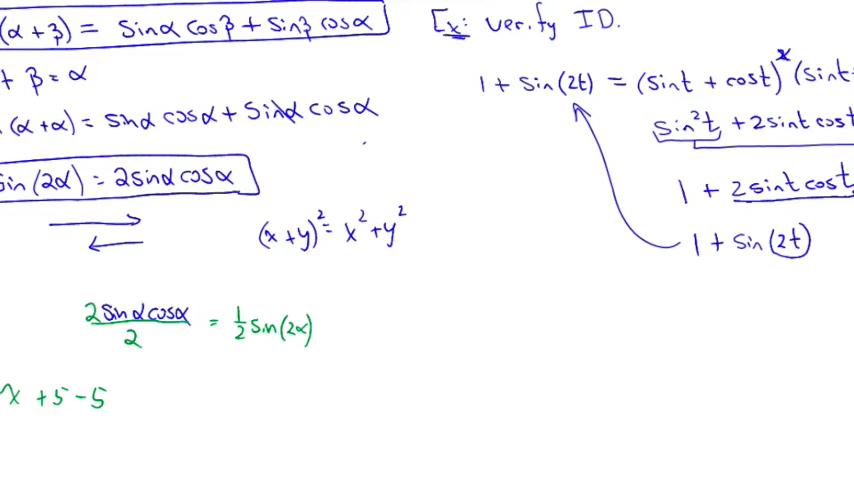 (α + β) = Sinα cosβ + Sinβ cosα
+ β = α
(α + α) = sinα cosα + Sinα cosα
Sin(2α) = 2sinα cosα
(x + y)² = x² + y²
2sinα cosα / 2 = 1/2 sin(2α)
x + 5 - 5
Ex: verify ID.
1 + Sin(2t) = (sint + cost)² (sint
sin²t + 2sint cost
1 + 2sint cost
1 + sin(2t)